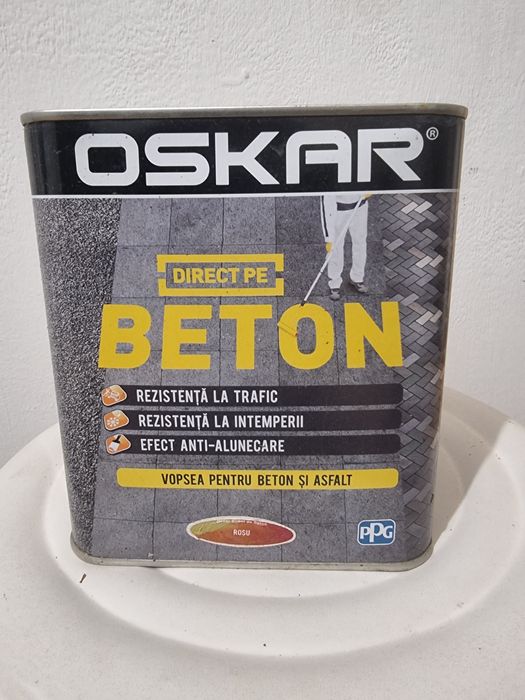 OSKAR®
DIRECT PE
BETON
REZISTENȚĂ LA TRAFIC
REZISTENȚĂ LA INTEMPERII
EFECT ANTI-ALUNECARE
VOPSEA PENTRU BETON ȘI ASFALT
ROSU
PPG